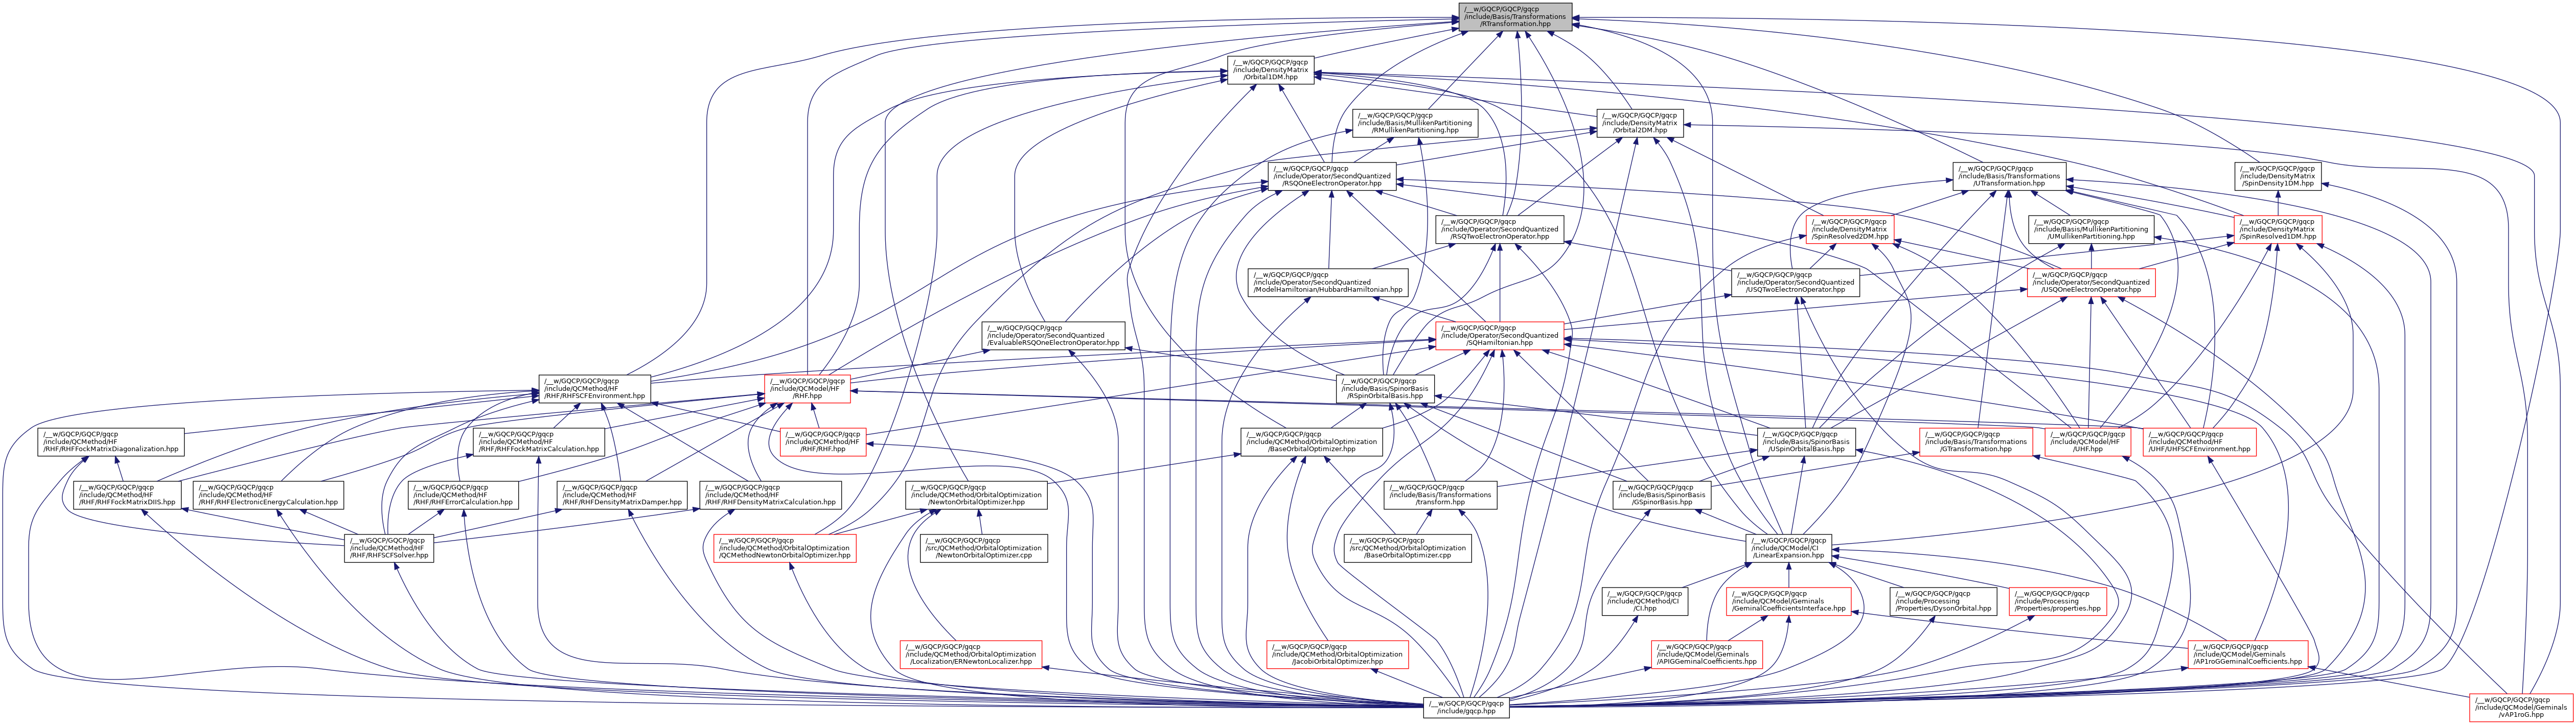 /__w/GQCP/GQCP/gqcp
/include/Basis/Transformations
/RTransformation.hpp
/__w/GQCP/GQCP/gqcp
/include/DensityMatrix
/Orbital1DM.hpp
/__w/GQCP/GQCP/gqcp
/include/Basis/MullikenPartitioning
/RMullikenPartitioning.hpp
/__w/GQCP/GQCP/gqcp
/include/DensityMatrix
/Orbital2DM.hpp
/__w/GQCP/GQCP/gqcp
/include/Operator/SecondQuantized
/RSQOneElectronOperator.hpp
/__w/GQCP/GQCP/gqcp
/include/Basis/Transformations
/UTransformation.hpp
/__w/GQCP/GQCP/gqcp
/include/DensityMatrix
/SpinDensity1DM.hpp
/__w/GQCP/GQCP/gqcp
/include/Operator/SecondQuantized
/RSQTwoElectronOperator.hpp
/__w/GQCP/GQCP/gqcp
/include/DensityMatrix
/SpinResolved2DM.hpp
/__w/GQCP/GQCP/gqcp
/include/Basis/MullikenPartitioning
/UMullikenPartitioning.hpp
/__w/GQCP/GQCP/gqcp
/include/DensityMatrix
/SpinResolved1DM.hpp
/__w/GQCP/GQCP/gqcp
/include/Operator/SecondQuantized
/ModelHamiltonian/HubbardHamiltonian.hpp
/__w/GQCP/GQCP/gqcp
/include/Operator/SecondQuantized
/USQTwoElectronOperator.hpp
/__w/GQCP/GQCP/gqcp
/include/Operator/SecondQuantized
/USQOneElectronOperator.hpp
/__w/GQCP/GQCP/gqcp
/include/Operator/SecondQuantized
/EvaluableRSQOneElectronOperator.hpp
/__w/GQCP/GQCP/gqcp
/include/Operator/SecondQuantized
/SQHamiltonian.hpp
/__w/GQCP/GQCP/gqcp
/include/QCMethod/HF
/RHF/RHFSCFEnvironment.hpp
/__w/GQCP/GQCP/gqcp
/include/QCModel/HF
/RHF.hpp
/__w/GQCP/GQCP/gqcp
/include/Basis/SpinorBasis
/RSpinOrbitalBasis.hpp
/__w/GQCP/GQCP/gqcp
/include/QCMethod/HF
/RHF/RHFFockMatrixDiagonalization.hpp
/__w/GQCP/GQCP/gqcp
/include/QCMethod/HF
/RHF/RHFFockMatrixCalculation.hpp
/__w/GQCP/GQCP/gqcp
/include/QCMethod/HF
/RHF/RHF.hpp
/__w/GQCP/GQCP/gqcp
/include/QCMethod/OrbitalOptimization
/BaseOrbitalOptimizer.hpp
/__w/GQCP/GQCP/gqcp
/include/Basis/SpinorBasis
/USpinOrbitalBasis.hpp
/__w/GQCP/GQCP/gqcp
/include/Basis/Transformations
/GTransformation.hpp
/__w/GQCP/GQCP/gqcp
/include/QCModel/HF
/UHF.hpp
/__w/GQCP/GQCP/gqcp
/include/QCMethod/HF
/UHF/UHFSCFEnvironment.hpp
/__w/GQCP/GQCP/gqcp
/include/QCMethod/HF
/RHF/RHFFockMatrixDIIS.hpp
/__w/GQCP/GQCP/gqcp
/include/QCMethod/HF
/RHF/RHFElectronicEnergyCalculation.hpp
/__w/GQCP/GQCP/gqcp
/include/QCMethod/HF
/RHF/RHFErrorCalculation.hpp
/__w/GQCP/GQCP/gqcp
/include/QCMethod/HF
/RHF/RHFDensityMatrixDamper.hpp
/__w/GQCP/GQCP/gqcp
/include/QCMethod/HF
/RHF/RHFDensityMatrixCalculation.hpp
/__w/GQCP/GQCP/gqcp
/include/QCMethod/OrbitalOptimization
/NewtonOrbitalOptimizer.hpp
/__w/GQCP/GQCP/gqcp
/include/Basis/Transformations
/transform.hpp
/__w/GQCP/GQCP/gqcp
/include/Basis/SpinorBasis
/GSpinorBasis.hpp
/__w/GQCP/GQCP/gqcp
/include/QCMethod/HF
/RHF/RHFSCFSolver.hpp
/__w/GQCP/GQCP/gqcp
/include/QCMethod/OrbitalOptimization
/QCMethodNewtonOrbitalOptimizer.hpp
/__w/GQCP/GQCP/gqcp
/src/QCMethod/OrbitalOptimization
/NewtonOrbitalOptimizer.cpp
/__w/GQCP/GQCP/gqcp
/src/QCMethod/OrbitalOptimization
/BaseOrbitalOptimizer.cpp
/__w/GQCP/GQCP/gqcp
/include/QCModel/CI
/LinearExpansion.hpp
/__w/GQCP/GQCP/gqcp
/include/QCMethod/CI
/CI.hpp
/__w/GQCP/GQCP/gqcp
/include/QCModel/Geminals
/GeminalCoefficientsInterface.hpp
/__w/GQCP/GQCP/gqcp
/include/Processing
/Properties/DysonOrbital.hpp
/__w/GQCP/GQCP/gqcp
/include/Processing
/Properties/properties.hpp
/__w/GQCP/GQCP/gqcp
/include/QCMethod/OrbitalOptimization
/Localization/ERNewtonLocalizer.hpp
/__w/GQCP/GQCP/gqcp
/include/QCMethod/OrbitalOptimization
/JacobiOrbitalOptimizer.hpp
/__w/GQCP/GQCP/gqcp
/include/QCModel/Geminals
/APIGGeminalCoefficients.hpp
/__w/GQCP/GQCP/gqcp
/include/QCModel/Geminals
/AP1roGGeminalCoefficients.hpp
/__w/GQCP/GQCP/gqcp
/include/gqcp.hpp
/__w/GQCP/GQCP/gqcp
/include/QCModel/Geminals
/vAP1roG.hpp